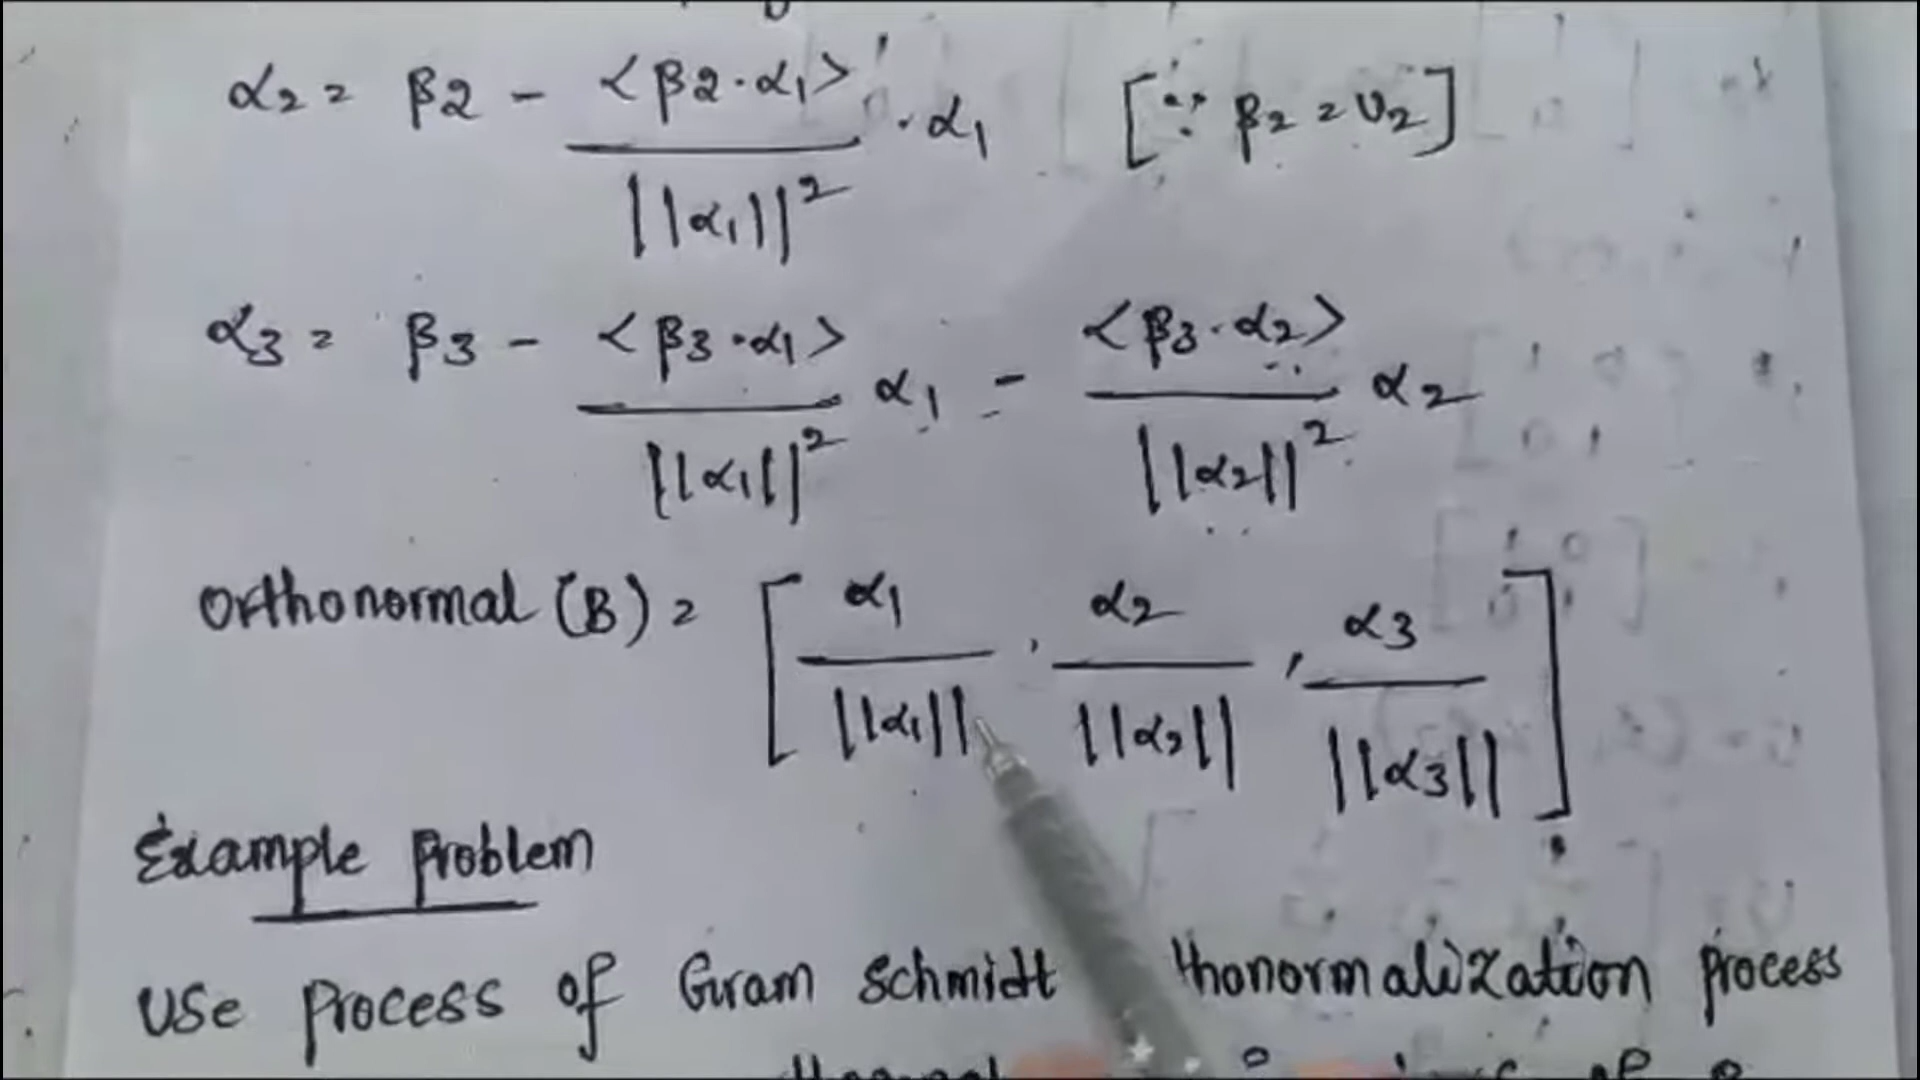 α2 = β2 - <β2·α1> / ||α1||² · α1 [∵ β2 = υ2]
α3 = β3 - <β3·α1> / ||α1||² α1 - <β3·α2> / ||α2||² α2
Orthonormal (B) = [ α1 / ||α1|| , α2 / ||α2|| , α3 / ||α3|| ]
Example problem
Use process of Gram schmidt thonormalization process